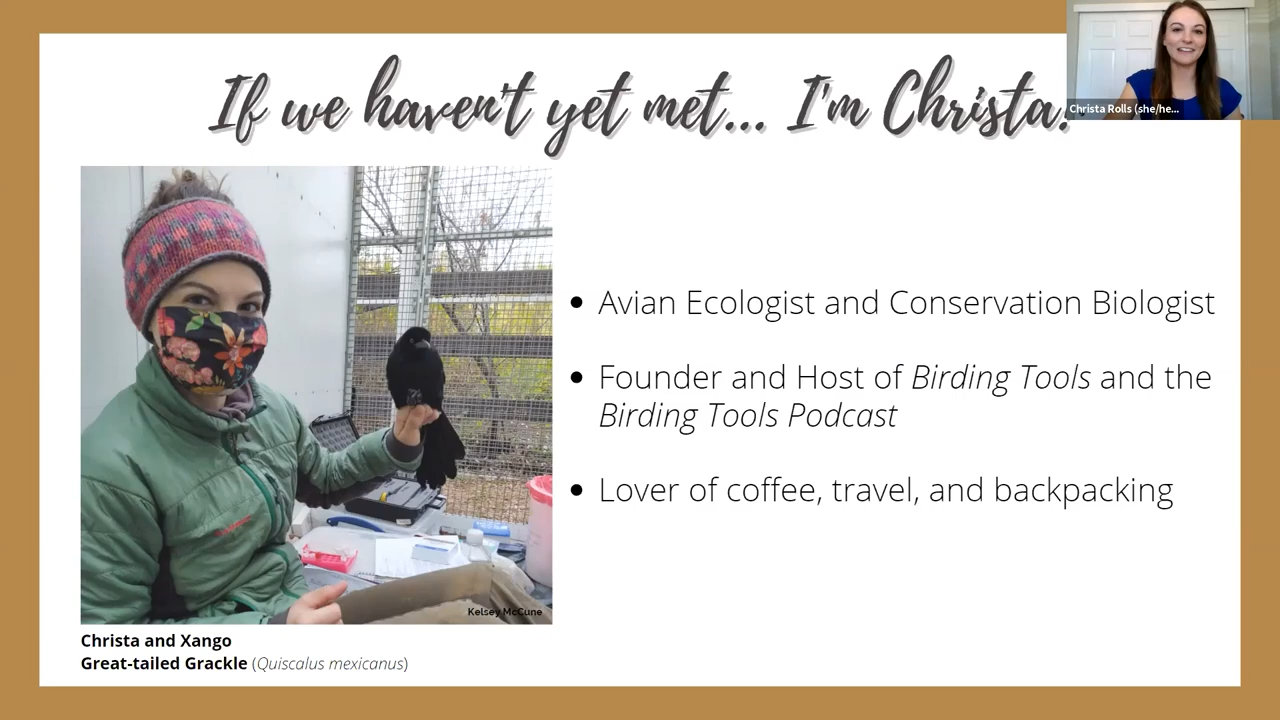 If we haven't yet met... I'm Christa.
Christa Rolls (she/he...
Avian Ecologist and Conservation Biologist
Founder and Host of Birding Tools and the
Birding Tools Podcast
Lover of coffee, travel, and backpacking
Kelsey McCune
Christa and Xango
Great-tailed Grackle (Quiscalus mexicanus)